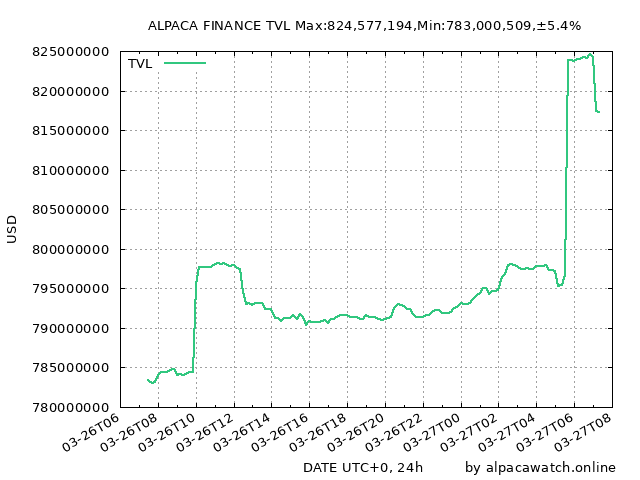 ALPACA FINANCE TVL Max:824,577,194,Min:783,000,509,±5.4%
TVL
825000000
820000000
815000000
810000000
805000000
800000000
795000000
790000000
785000000
780000000
USD
03-26T06
03-26T08
03-26T10
03-26T12
03-26T14
03-26T16
03-26T18
03-26T20
03-26T22
03-27T00
03-27T02
03-27T04
03-27T06
03-27T08
DATE UTC+0, 24h
by alpacawatch.online